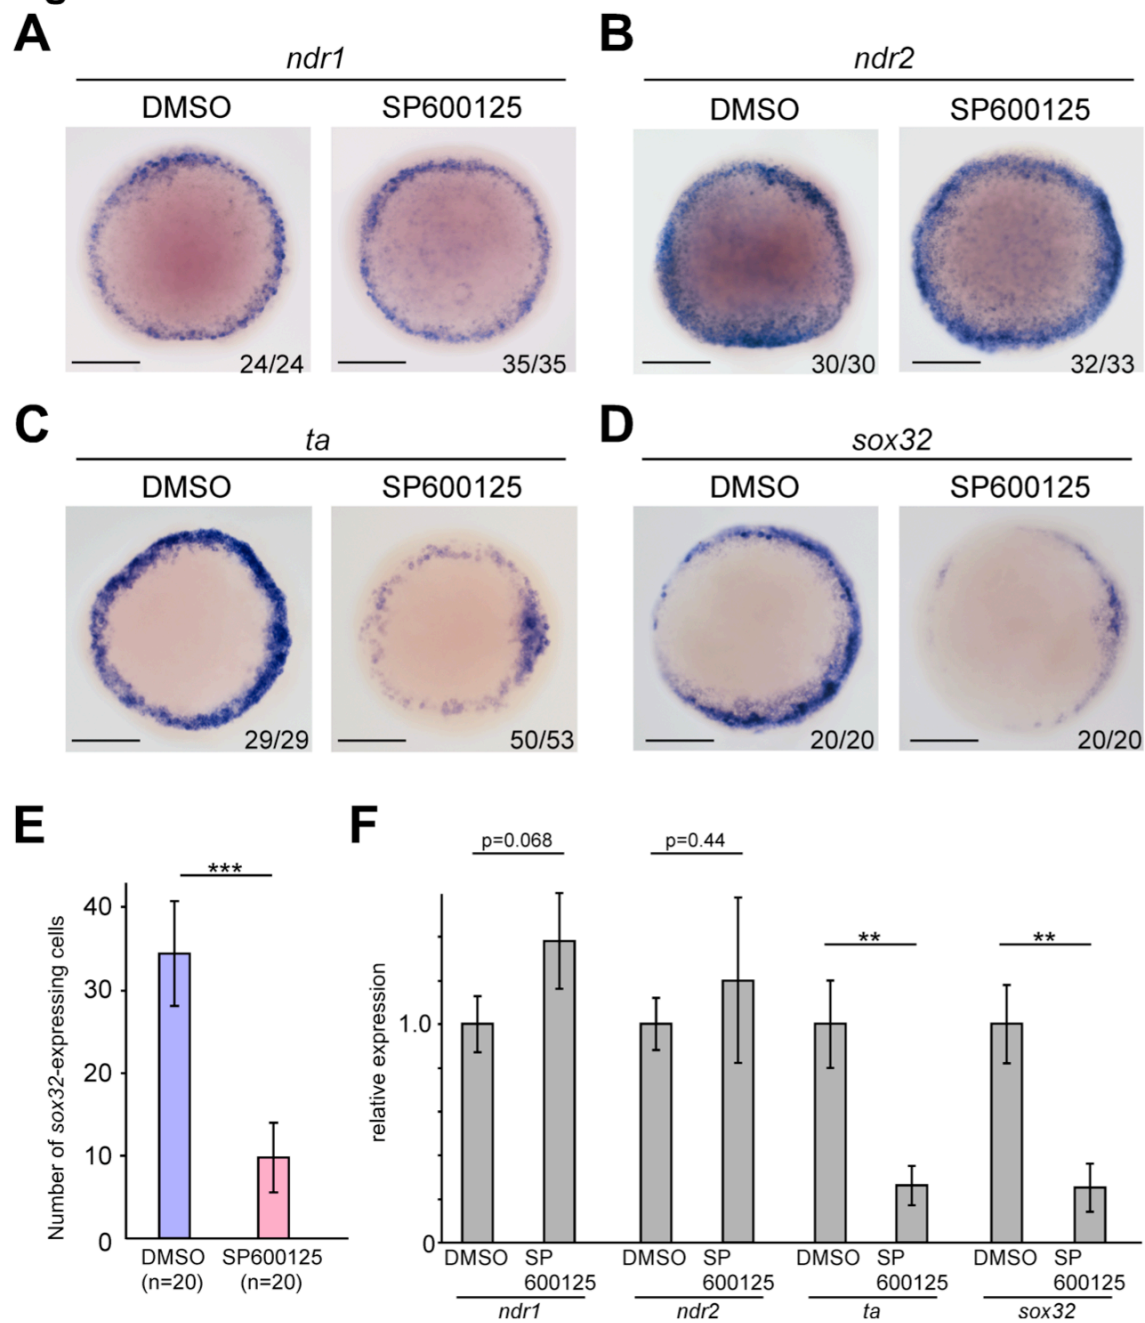 A
B
ndr1
ndr2
DMSO SP600125 DMSO SP600125
24/24 35/35 30/30 32/33
C
D
ta
sox32
DMSO SP600125 DMSO SP600125
29/29 50/53 20/20 20/20
E
F
Number of sox32-expressing cells
40
30
20
10
0
***
DMSO SP600125
(n=20) (n=20)
relative expression
1.0
0
p=0.068 p=0.44
** **
DMSO SP DMSO SP DMSO SP DMSO SP
600125 600125 600125 600125
ndr1 ndr2 ta sox32